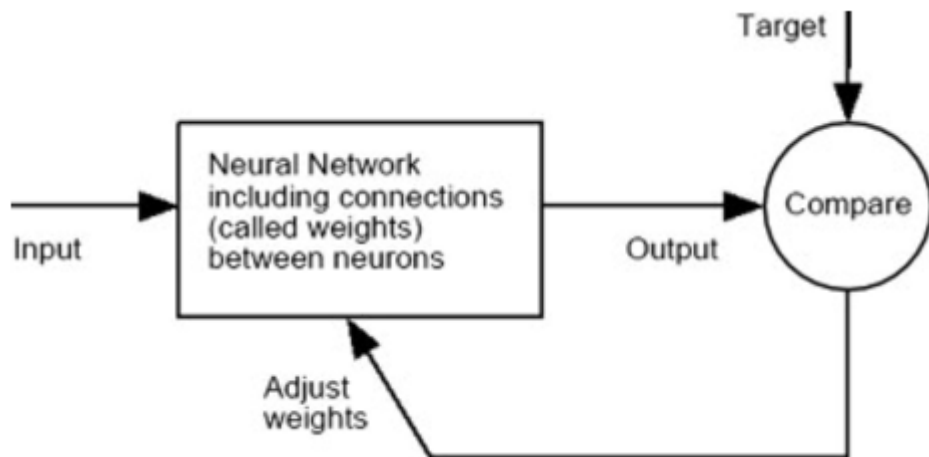 Target
Neural Network
including connections
(called weights)
between neurons
Compare
Input
Output
Adjust
weights